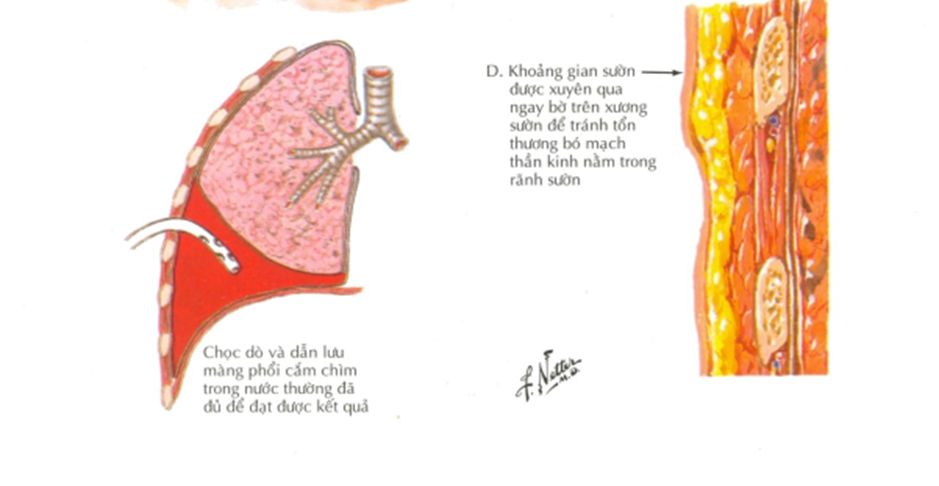 D. Khoảng gian sườn
được xuyên qua
ngay bờ trên xương
sườn để tránh tổn
thương bó mạch
thần kinh nằm trong
rãnh sườn
Chọc dò và dẫn lưu
màng phổi cắm chìm
trong nước thường đã
đủ để đạt được kết quả
F. Netter
M.D.